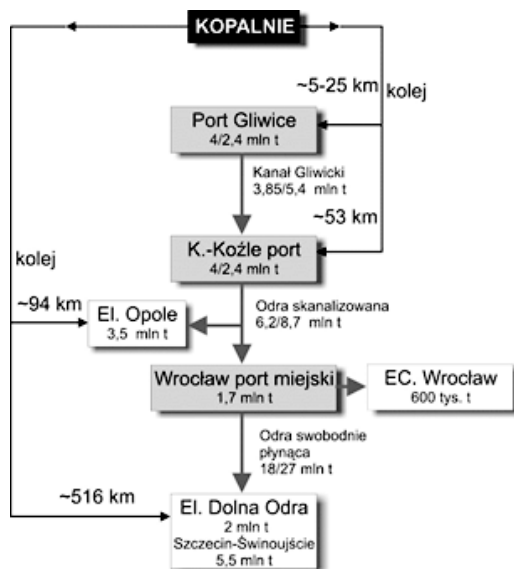 KOPALNIE
~5-25 km
kolej
Port Gliwice
4/2,4 mln t
Kanał Gliwicki
3,85/5,4 mln t
~53 km
K.-Koźle port
4/2,4 mln t
kolej
~94 km
El. Opole
3,5 mln t
Odra skanalizowana
6,2/8,7 mln t
Wrocław port miejski
1,7 mln t
EC. Wrocław
600 tys. t
Odra swobodnie
płynąca
18/27 mln t
~516 km
El. Dolna Odra
2 mln t
Szczecin-Świnoujście
5,5 mln t